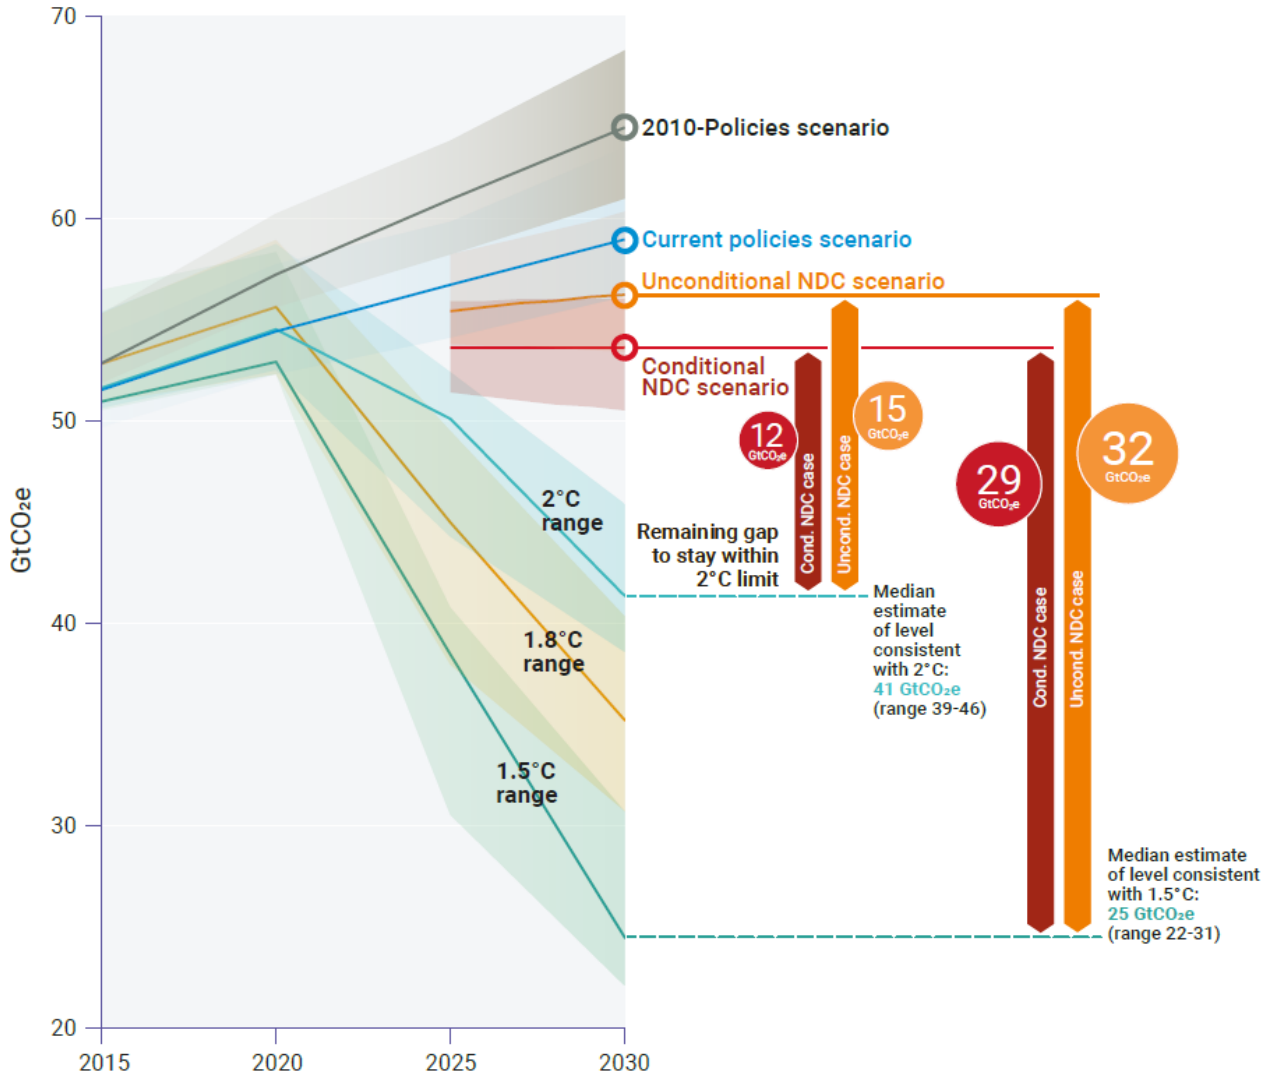 70
60
50
40
30
20
GtCO₂e
2015
2020
2025
2030
2010-Policies scenario
Current policies scenario
Unconditional NDC scenario
Conditional
NDC scenario
2°C
range
1.8°C
range
1.5°C
range
12
GtCO₂e
15
GtCO₂e
29
GtCO₂e
32
GtCO₂e
Cond. NDC case
Uncond. NDC case
Cond. NDC case
Uncond. NDC case
Remaining gap
to stay within
2°C limit
Median
estimate
of level
consistent
with 2°C:
41 GtCO₂e
(range 39-46)
Median estimate
of level consistent
with 1.5°C:
25 GtCO₂e
(range 22-31)